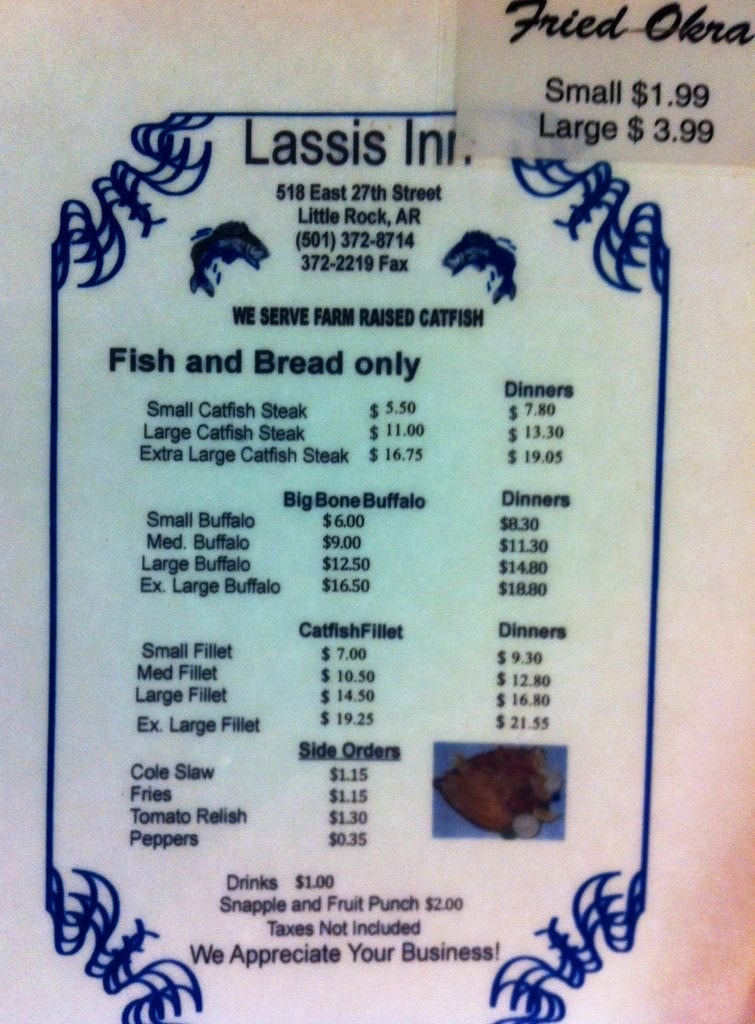 Fried Okra
Small $1.99
Large $ 3.99
Lassis Inn
518 East 27th Street
Little Rock, AR
(501) 372-8714
372-2219 Fax
WE SERVE FARM RAISED CATFISH
Fish and Bread only
Dinners
Small Catfish Steak $ 5.50 $ 7.80
Large Catfish Steak $ 11.00 $ 13.30
Extra Large Catfish Steak $ 16.75 $ 19.05
Big Bone Buffalo Dinners
Small Buffalo $6.00 $8.30
Med. Buffalo $9.00 $11.30
Large Buffalo $12.50 $14.80
Ex. Large Buffalo $16.50 $18.80
CatfishFillet Dinners
Small Fillet $ 7.00 $ 9.30
Med Fillet $ 10.50 $ 12.80
Large Fillet $ 14.50 $ 16.80
Ex. Large Fillet $ 19.25 $ 21.55
Side Orders
Cole Slaw $1.15
Fries $1.15
Tomato Relish $1.30
Peppers $0.35
Drinks $1.00
Snapple and Fruit Punch $2.00
Taxes Not Included
We Appreciate Your Business!